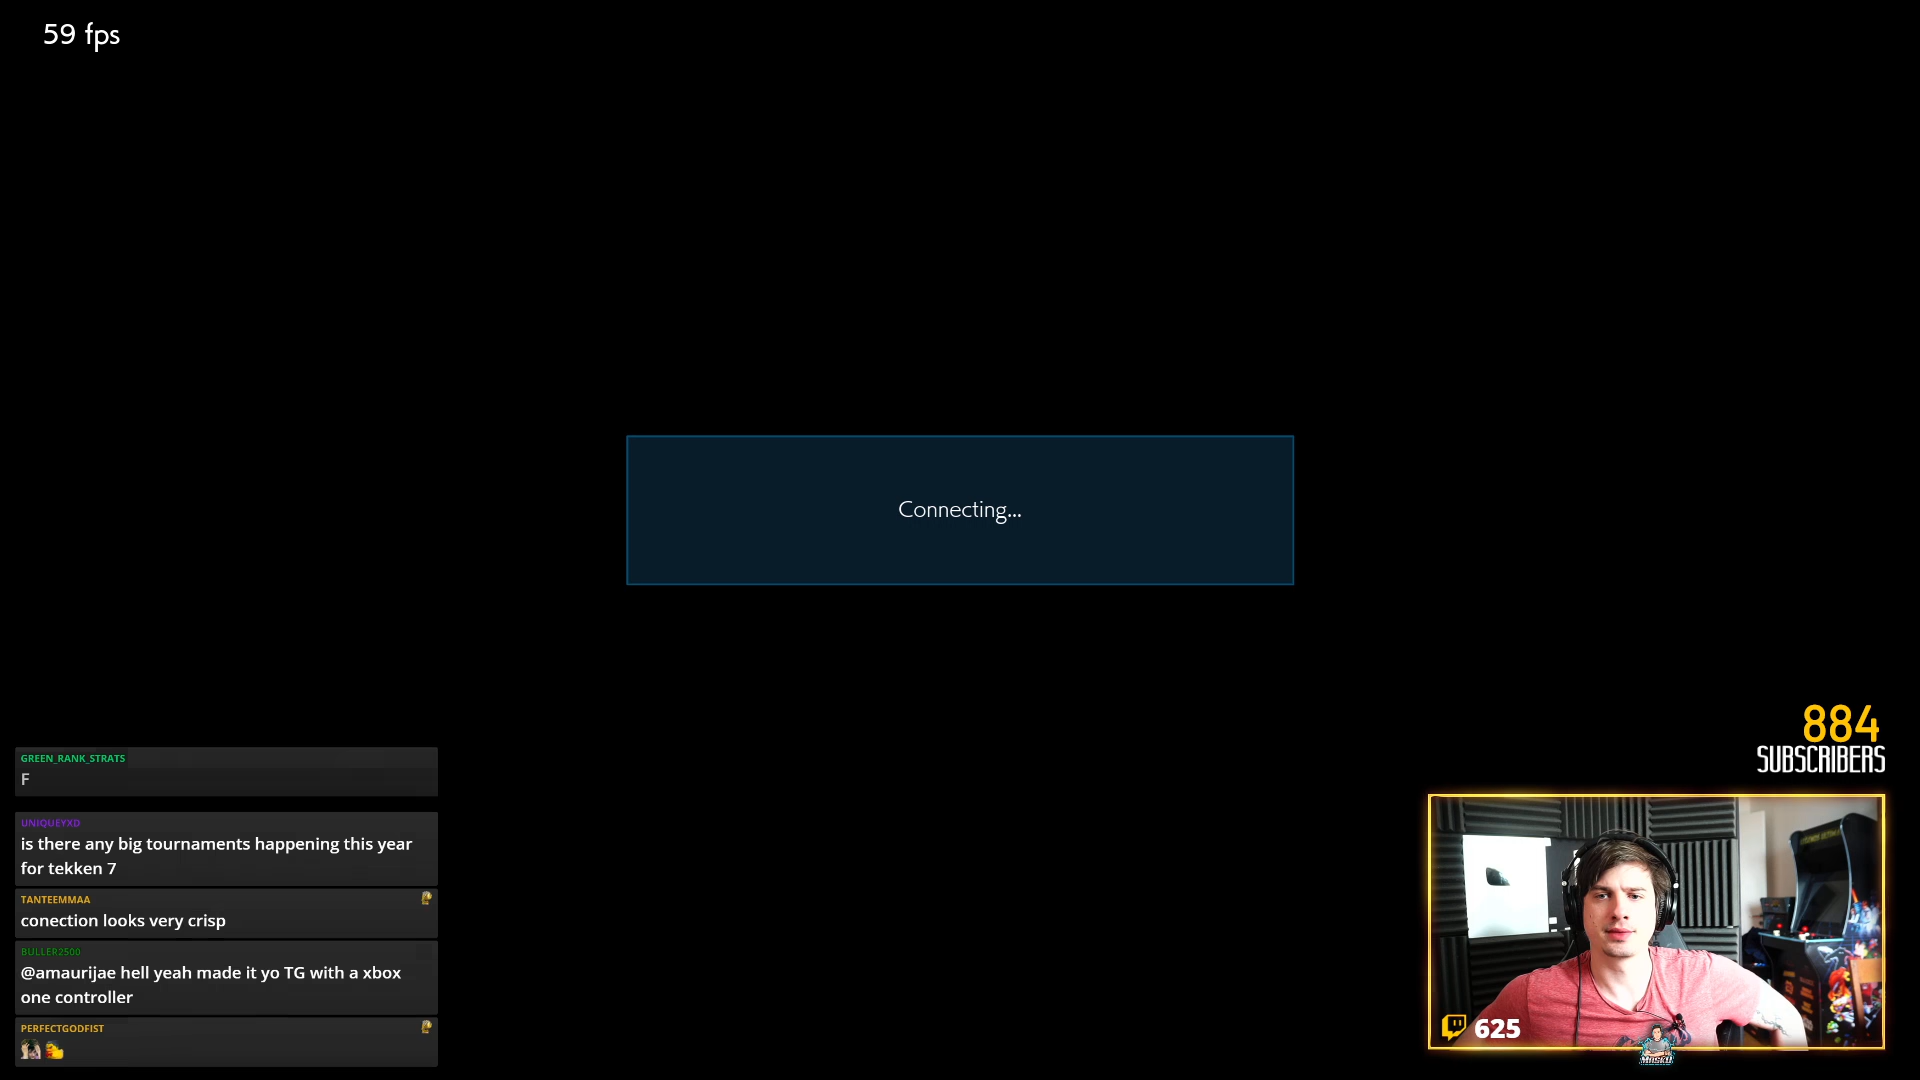 59 fps
Connecting...
884
SUBSCRIBERS
GREEN_RANK_STRATS
F
UNIQUEYXD
is there any big tournaments happening this year
for tekken 7
TANTEEMMAA
conection looks very crisp
BULLER2500
@amaurijae hell yeah made it yo TG with a xbox
one controller
PERFECTGODFIST
625